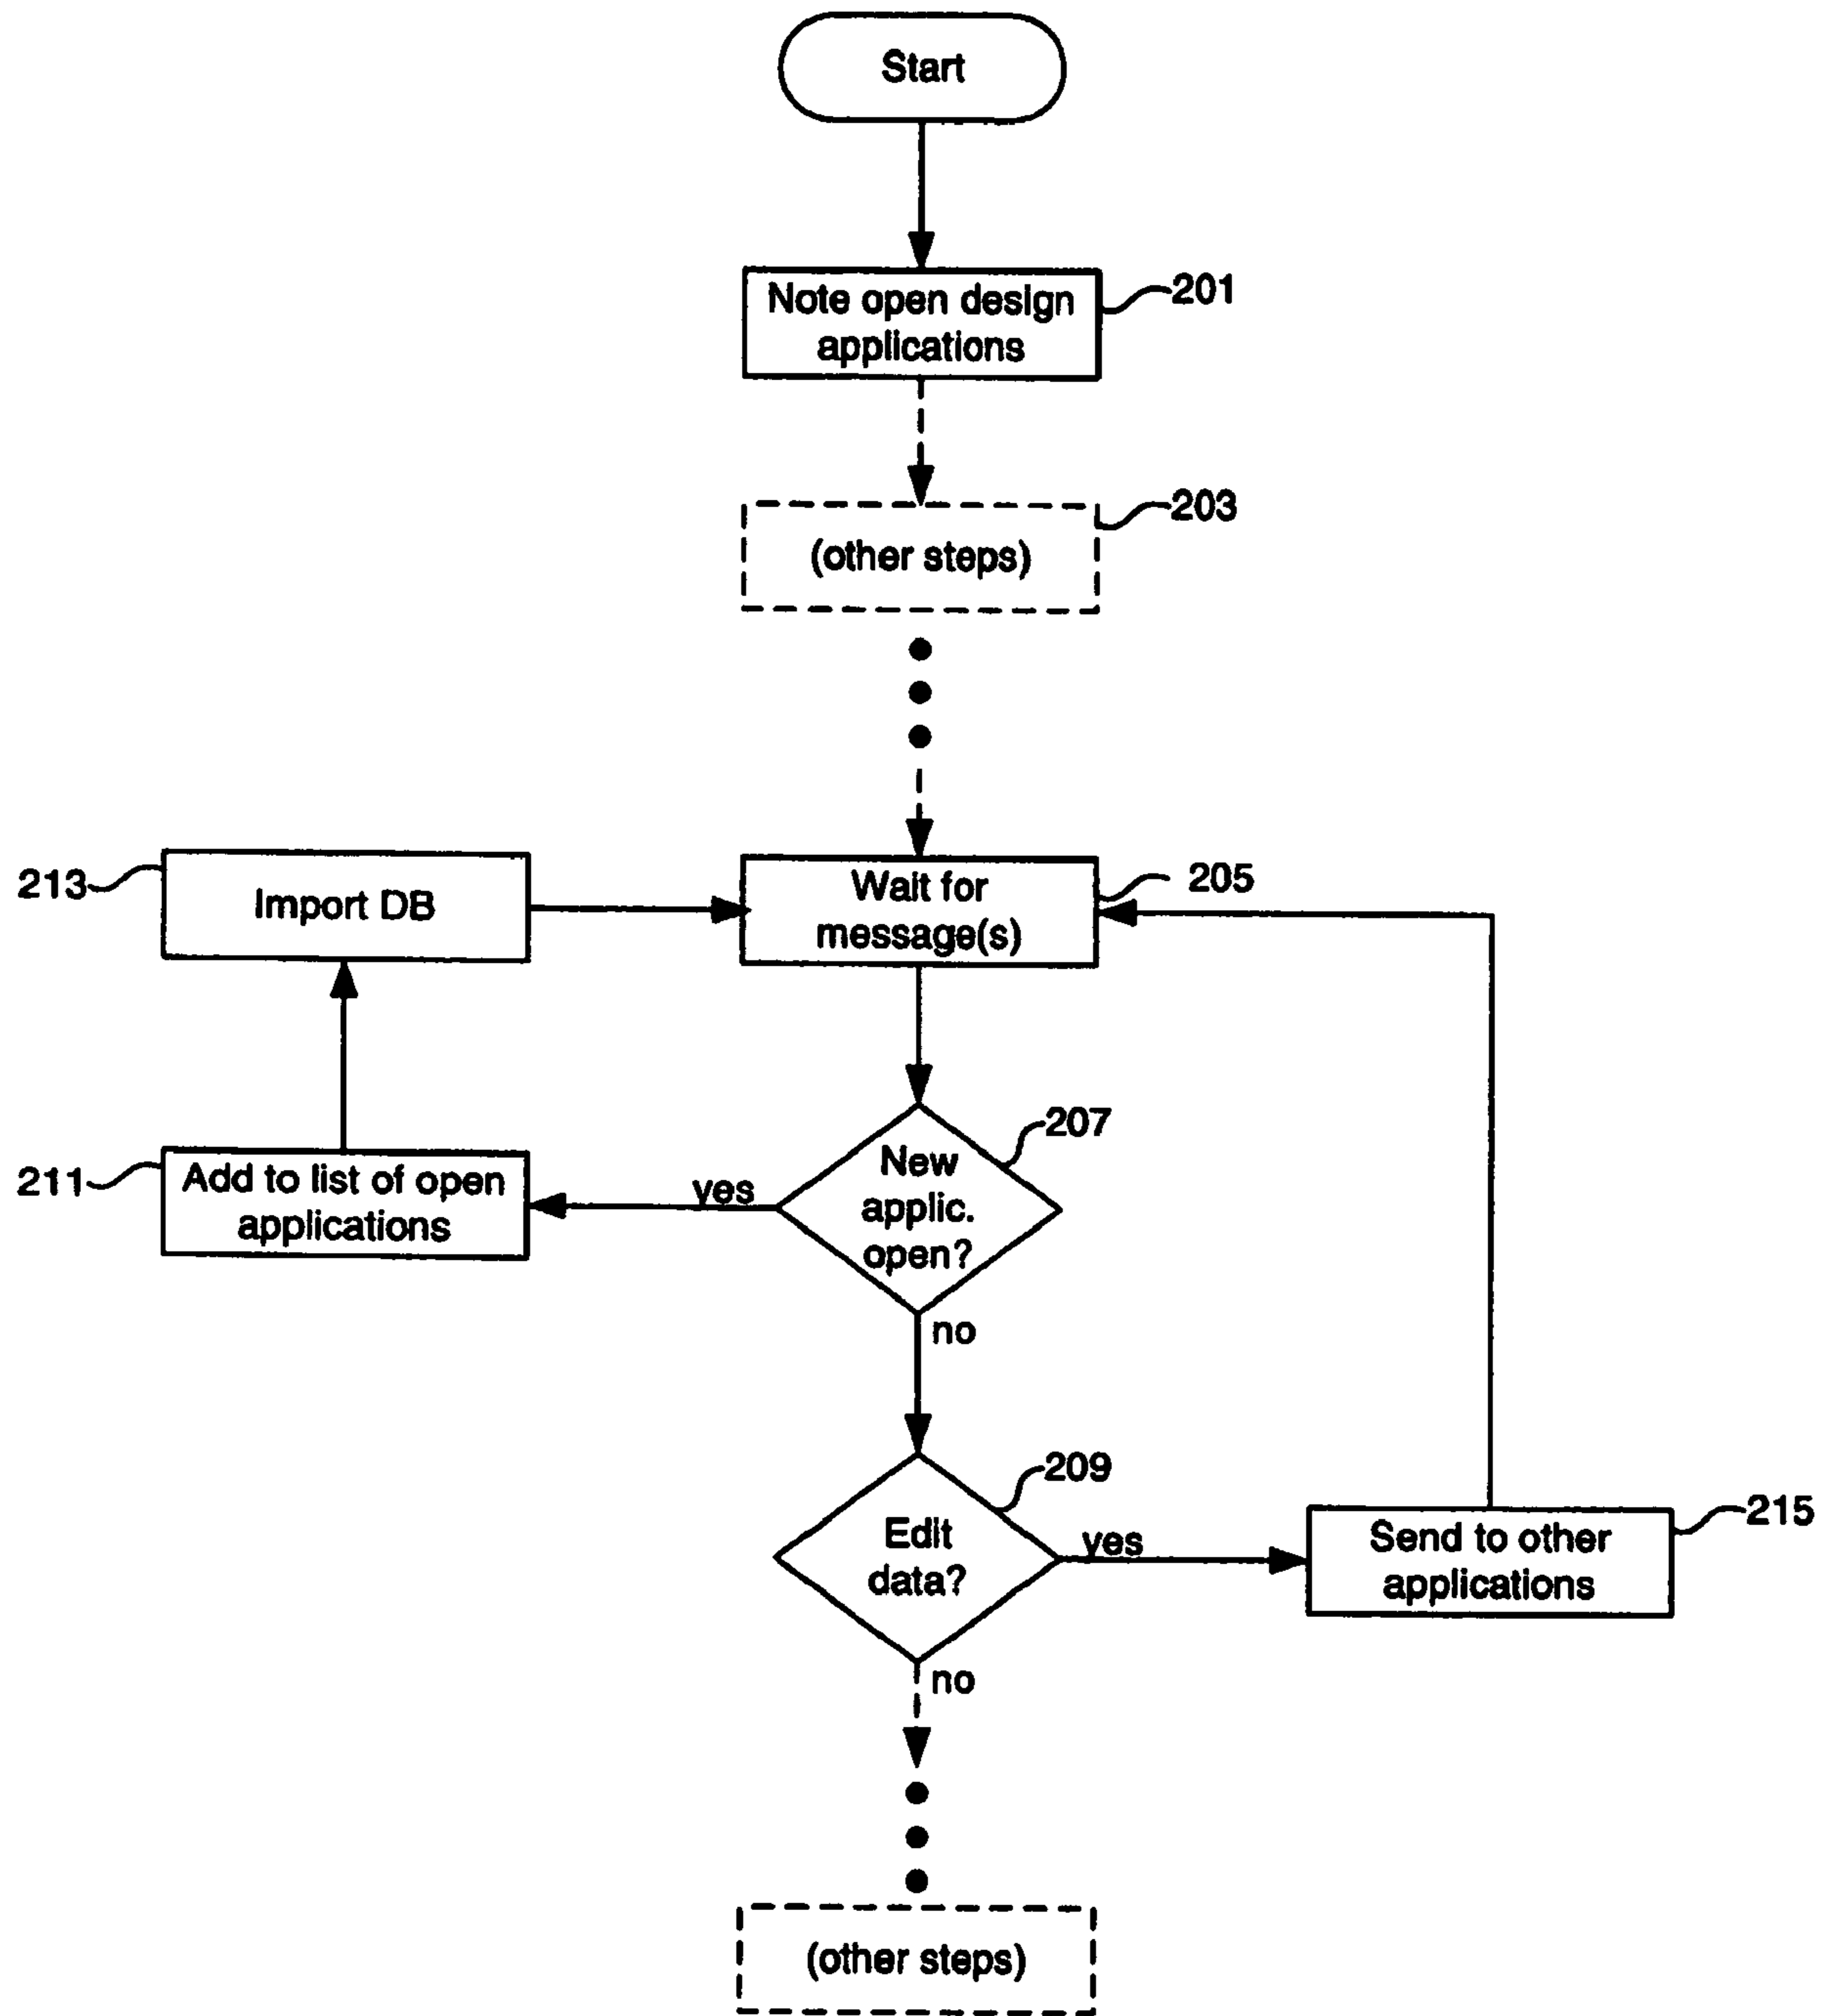 Start
Note open design
applications
201
(other steps)
203
213
Import DB
Wait for
message(s)
205
211
Add to list of open
applications
yes
New
applic.
open?
207
no
Edit
data?
209
yes
Send to other
applications
215
no
(other steps)